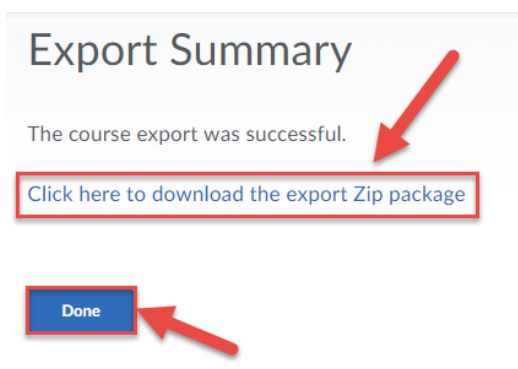 Export Summary
The course export was successful.
Click here to download the export Zip package
Done